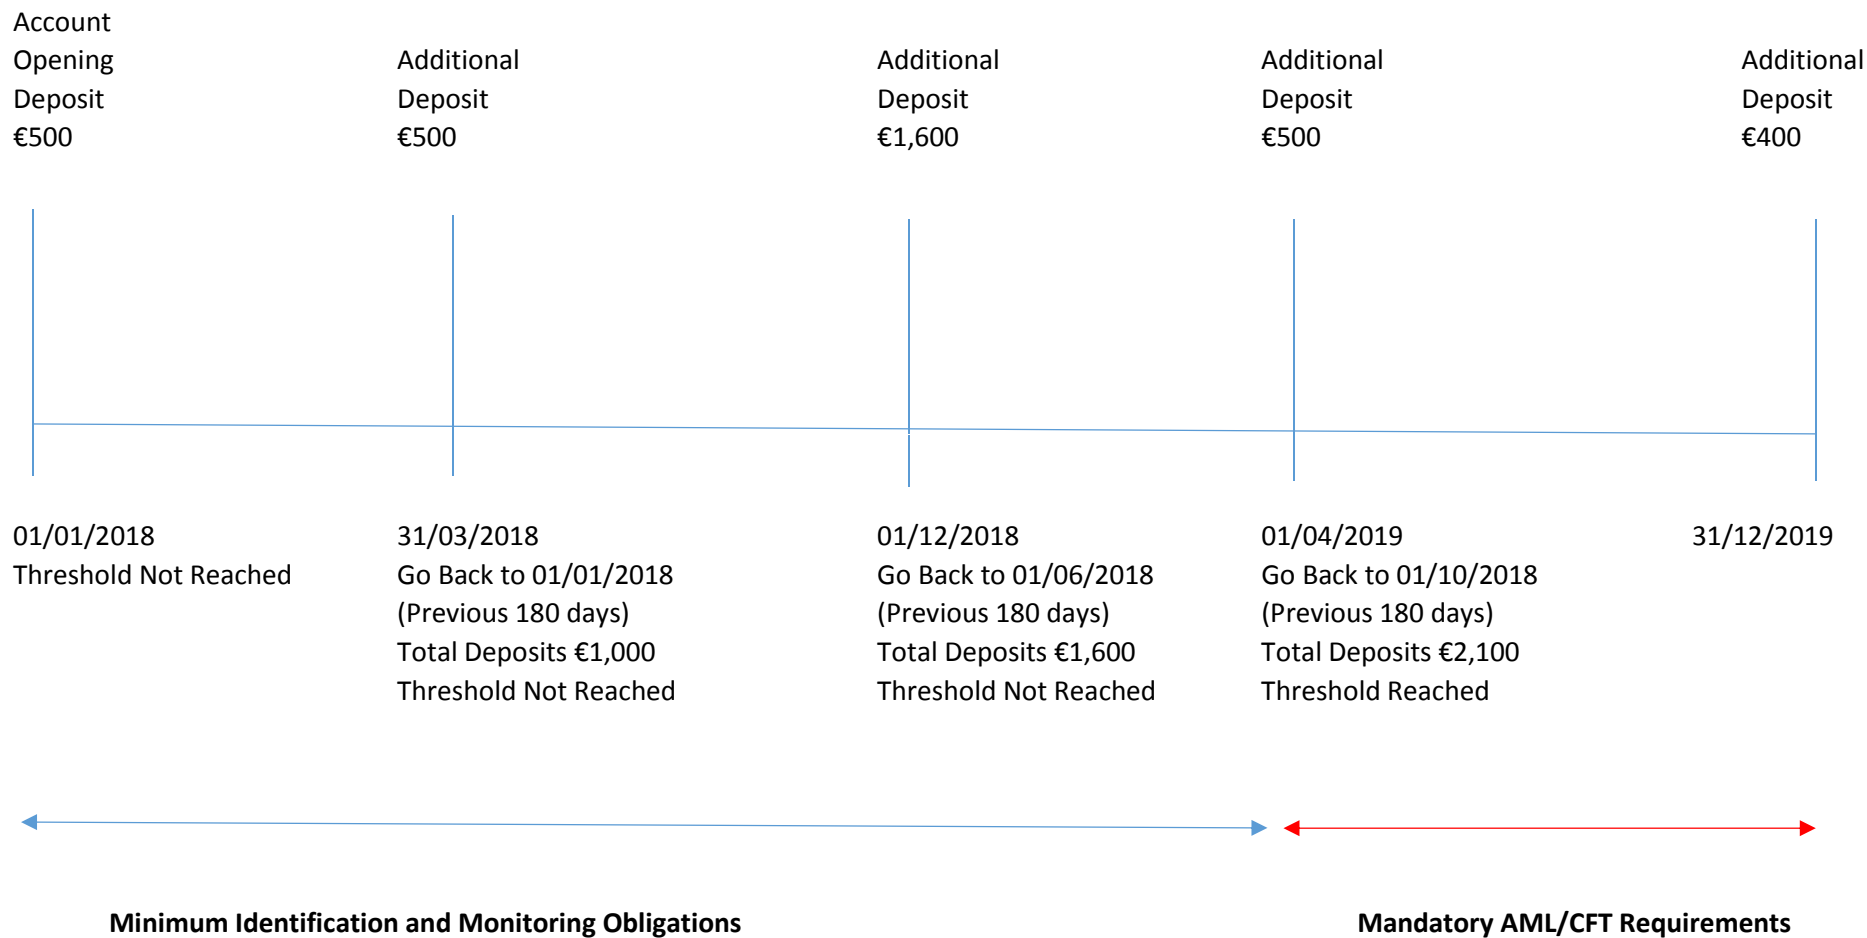 Account
Opening
Deposit
€500
Additional
Deposit
€500
Additional
Deposit
€1,600
Additional
Deposit
€500
Additional
Deposit
€400
01/01/2018
Threshold Not Reached
31/03/2018
Go Back to 01/01/2018
(Previous 180 days)
Total Deposits €1,000
Threshold Not Reached
01/12/2018
Go Back to 01/06/2018
(Previous 180 days)
Total Deposits €1,600
Threshold Not Reached
01/04/2019
Go Back to 01/10/2018
(Previous 180 days)
Total Deposits €2,100
Threshold Reached
31/12/2019
Minimum Identification and Monitoring Obligations
Mandatory AML/CFT Requirements